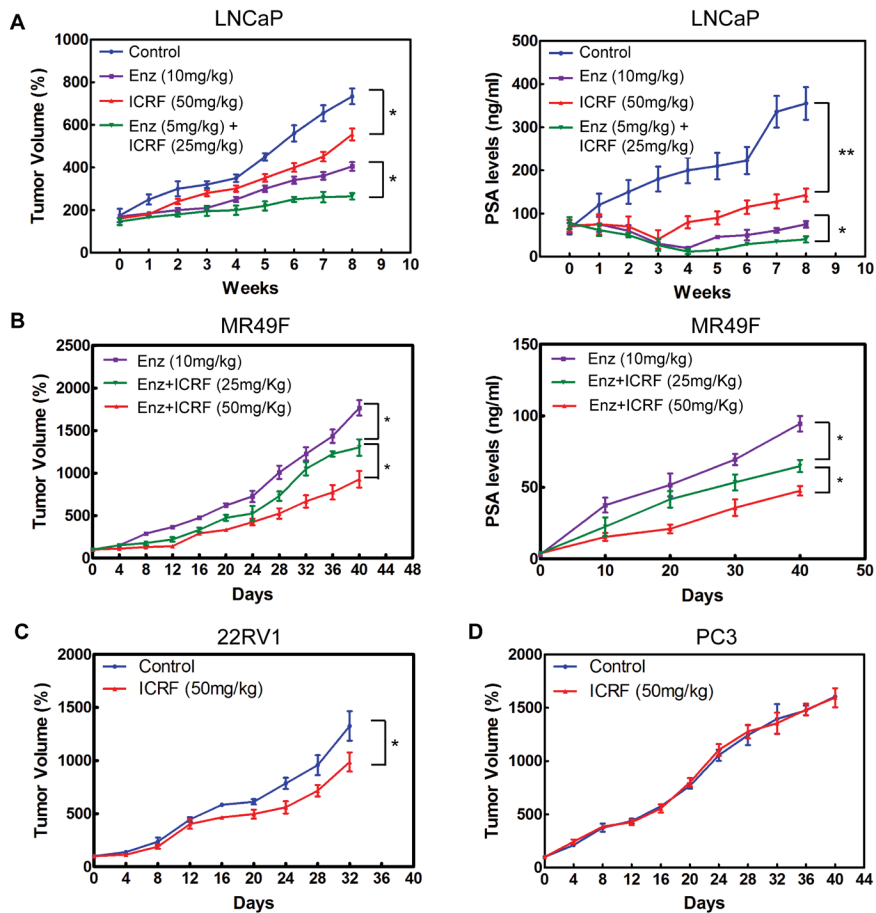 A
LNCaP
Tumor Volume (%)
1000
800
600
400
200
0
Control
Enz (10mg/kg)
ICRF (50mg/kg)
Enz (5mg/kg) +
ICRF (25mg/kg)
*
*
0 1 2 3 4 5 6 7 8 9 10
Weeks
LNCaP
PSA levels (ng/ml)
500
400
300
200
100
0
Control
Enz (10mg/kg)
ICRF (50mg/kg)
Enz (5mg/kg) +
ICRF (25mg/kg)
**
*
0 1 2 3 4 5 6 7 8 9 10
Weeks
B
MR49F
Tumor Volume (%)
2500
2000
1500
1000
500
0
Enz (10mg/kg)
Enz+ICRF (25mg/Kg)
Enz+ICRF (50mg/Kg)
*
*
0 4 8 12 16 20 24 28 32 36 40 44 48
Days
MR49F
PSA levels (ng/ml)
150
100
50
0
Enz (10mg/kg)
Enz+ICRF (25mg/Kg)
Enz+ICRF (50mg/Kg)
*
*
0 10 20 30 40 50
Days
C
22RV1
Tumor Volume (%)
2000
1500
1000
500
0
Control
ICRF (50mg/kg)
*
0 4 8 12 16 20 24 28 32 36 40
Days
D
PC3
Tumor Volume (%)
2000
1500
1000
500
0
Control
ICRF (50mg/kg)
0 4 8 12 16 20 24 28 32 36 40 44
Days